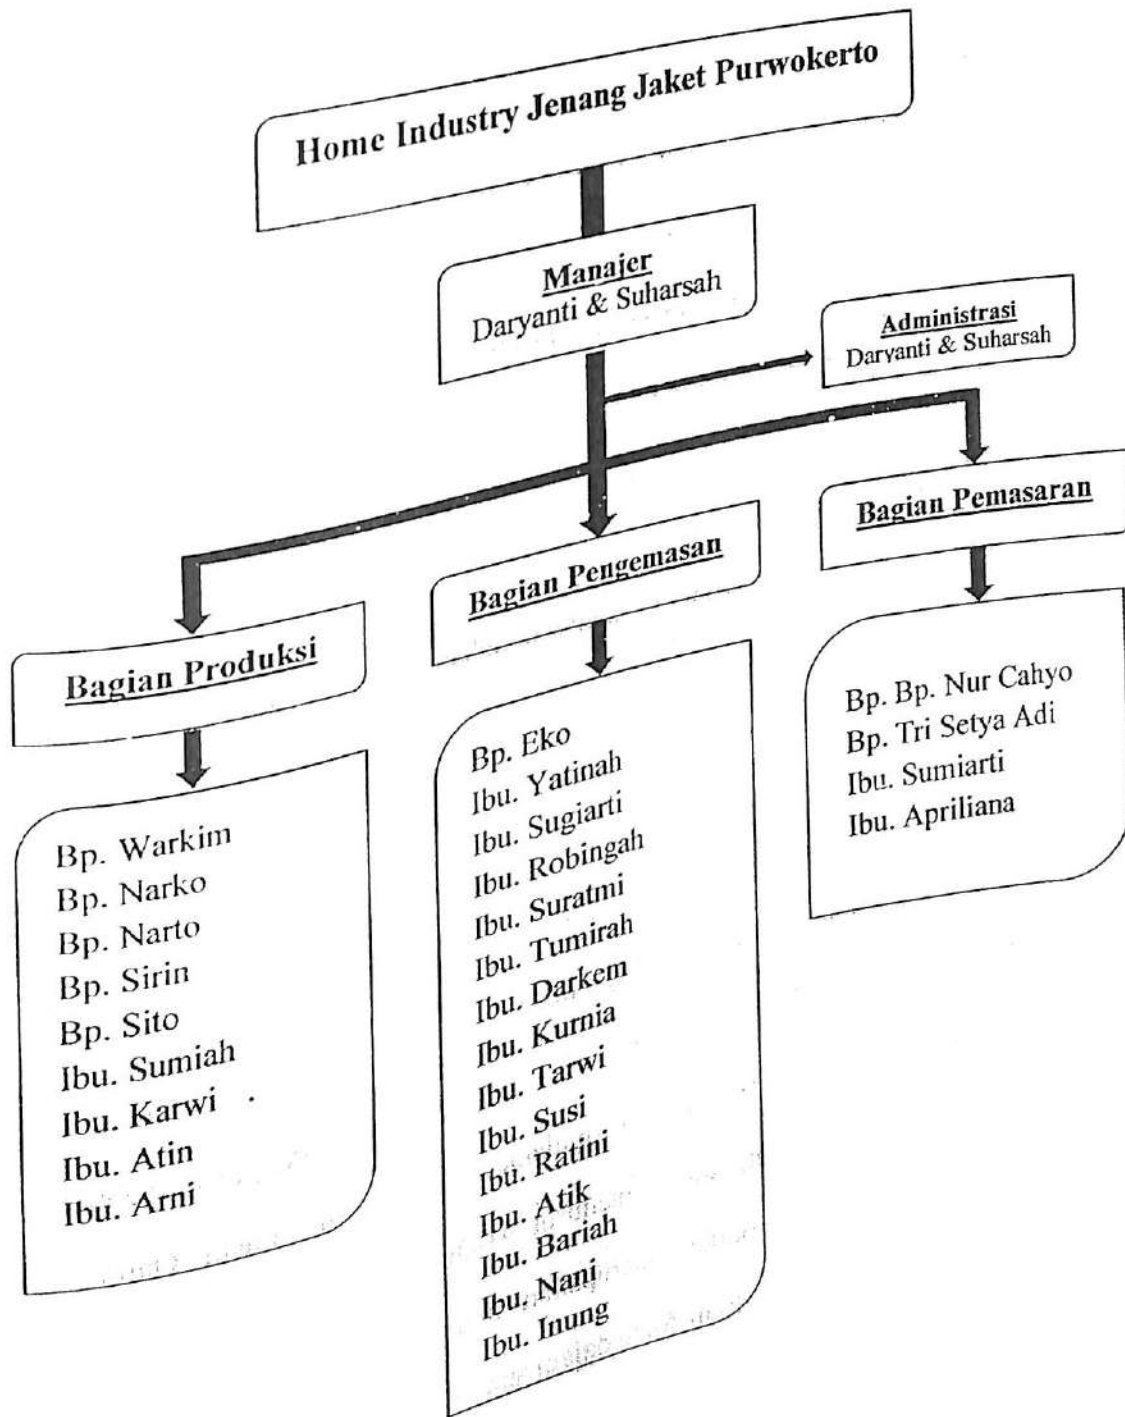 Home Industry Jenang Jaket Purwokerto
Manajer
Daryanti & Suharsah
Administrasi
Daryanti & Suharsah
Bagian Produksi
Bp. Warkim
Bp. Narko
Bp. Narto
Bp. Sirin
Bp. Sito
Ibu. Sumiah
Ibu. Karwi
Ibu. Atin
Ibu. Arni
Bagian Pengemasan
Bp. Eko
Ibu. Yatinah
Ibu. Sugiarti
Ibu. Robingah
Ibu. Suratmi
Ibu. Tumirah
Ibu. Darkem
Ibu. Kurnia
Ibu. Tarwi
Ibu. Susi
Ibu. Ratini
Ibu. Atik
Ibu. Bariah
Ibu. Nani
Ibu. Inung
Bagian Pemasaran
Bp. Bp. Nur Cahyo
Bp. Tri Setya Adi
Ibu. Sumiarti
Ibu. Apriliana